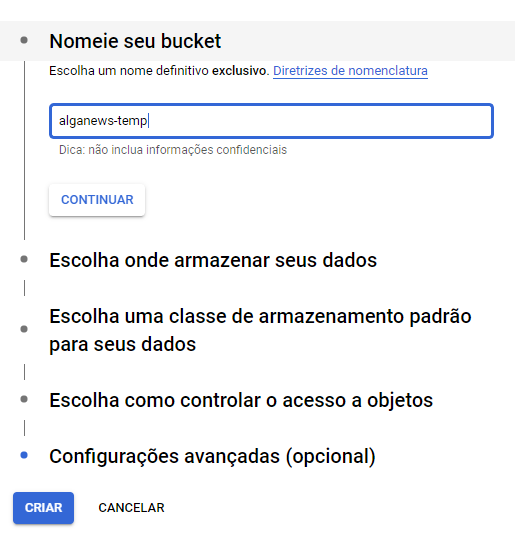 Nomeie seu bucket
Escolha um nome definitivo exclusivo. Diretrizes de nomenclatura
alganews-temp
Dica: não inclua informações confidenciais
CONTINUAR
Escolha onde armazenar seus dados
Escolha uma classe de armazenamento padrão
para seus dados
Escolha como controlar o acesso a objetos
Configurações avançadas (opcional)
CRIAR CANCELAR